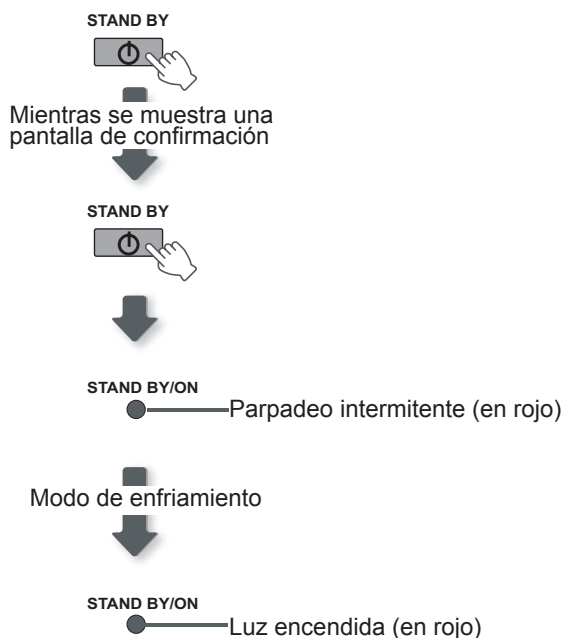 STAND BY
Mientras se muestra una
pantalla de confirmación
STAND BY
STAND BY/ON
Parpadeo intermitente (en rojo)
Modo de enfriamiento
STAND BY/ON
Luz encendida (en rojo)